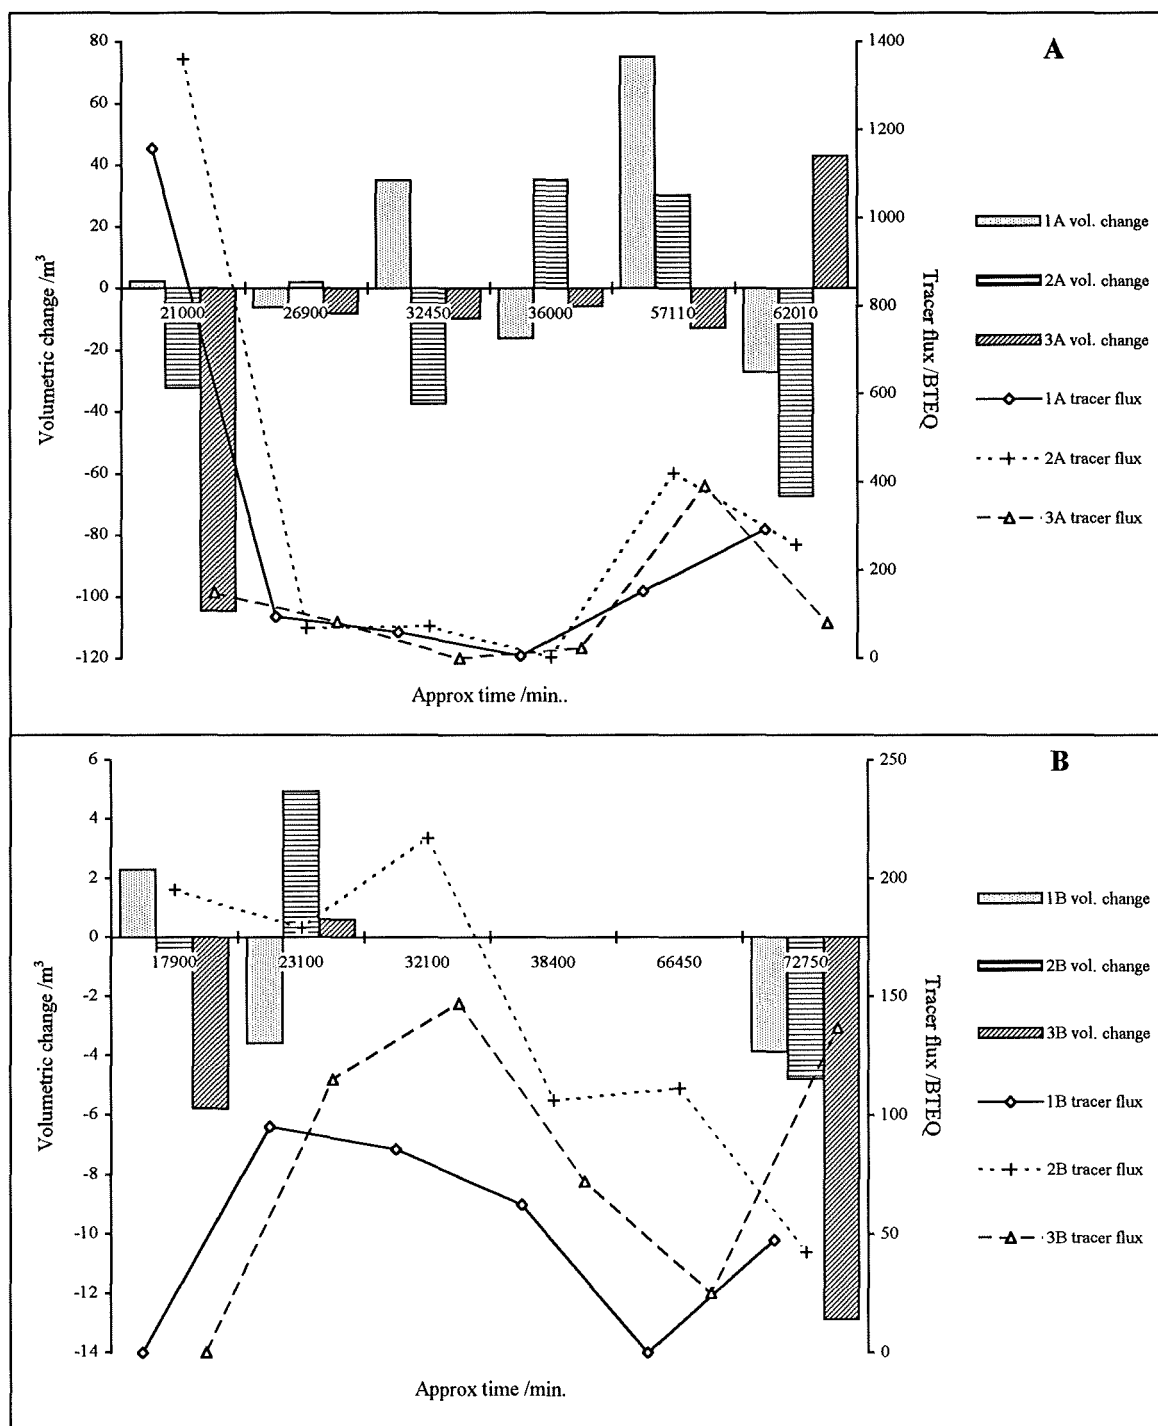 A
80
60
40
20
0
-20
-40
-60
-80
-100
-120
Volumetric change /m³
21000 26900 32450 36000 57110 62010
1400
1200
1000
800
600
400
200
0
Tracer flux /BTEQ
Approx time /min..
1A vol. change
2A vol. change
3A vol. change
1A tracer flux
2A tracer flux
3A tracer flux
B
6
4
2
0
-2
-4
-6
-8
-10
-12
-14
Volumetric change /m³
17900 23100 32100 38400 66450 72750
250
200
150
100
50
0
Tracer flux /BTEQ
Approx time /min.
1B vol. change
2B vol. change
3B vol. change
1B tracer flux
2B tracer flux
3B tracer flux